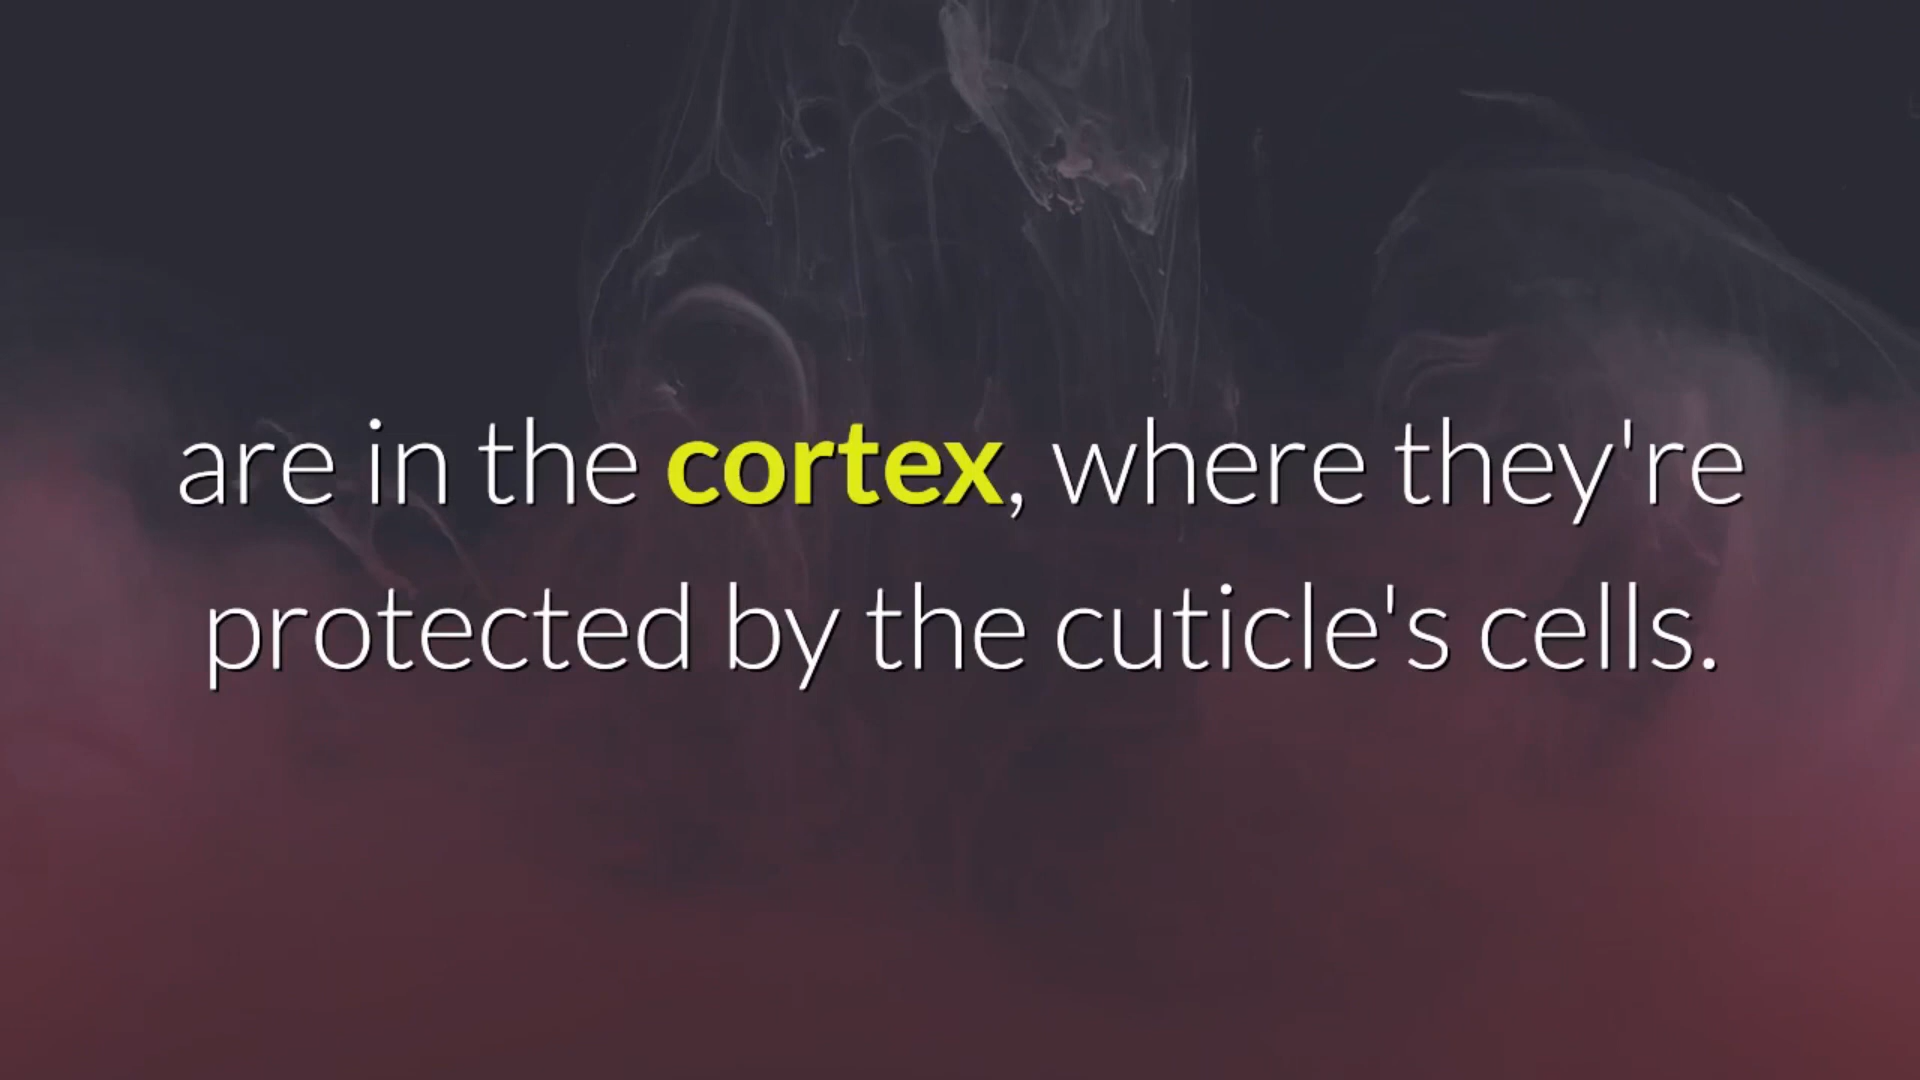 are in the cortex, where they're
protected by the cuticle's cells.